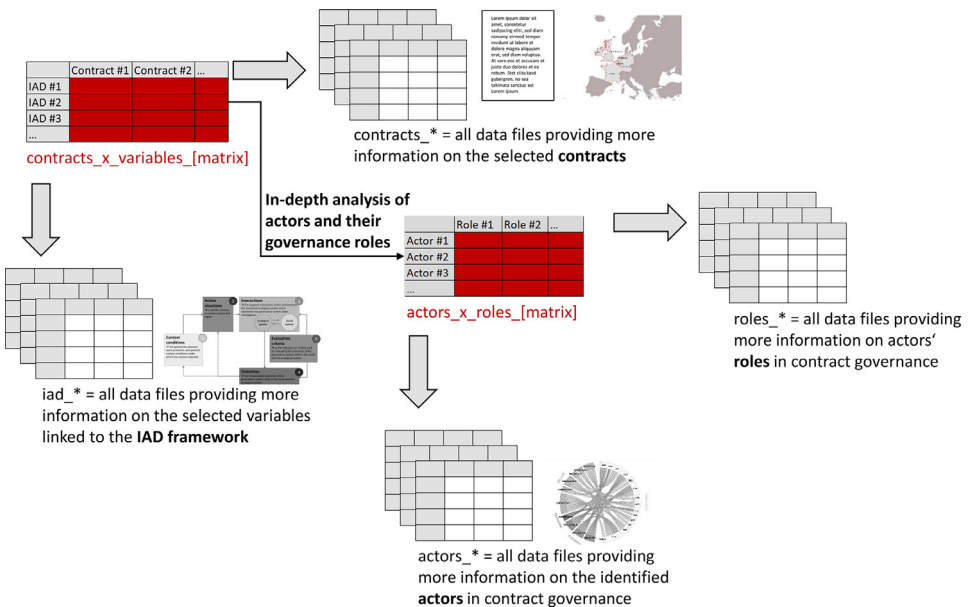 Lorem ipsum dolor sit
amet, consetetur
sadipscing elitr, sed diam
nonumy eirmod tempor
invidunt ut labore et
dolore magna aliquyam
erat, sed diam voluptua.
At vero eos et accusam et
justo duo dolores et ea
rebum. Stet clita kasd
gubergren, no sea
takimata sanctus est
Lorem ipsum
Contract #1 Contract #2 ...
IAD #1
IAD #2
IAD #3
...
contracts_x_variables_[matrix]
contracts_* = all data files providing more
information on the selected contracts
In-depth analysis of
actors and their
governance roles
Role #1 Role #2 ...
Actor #1
Actor #2
Actor #3
...
actors_x_roles_[matrix]
roles_* = all data files providing
more information on actors‘
roles in contract governance
Action
situations
Interactions
Context
conditions
Evaluation
criteria
Outcomes
iad_* = all data files providing more
information on the selected variables
linked to the IAD framework
actors_* = all data files providing
more information on the identified
actors in contract governance